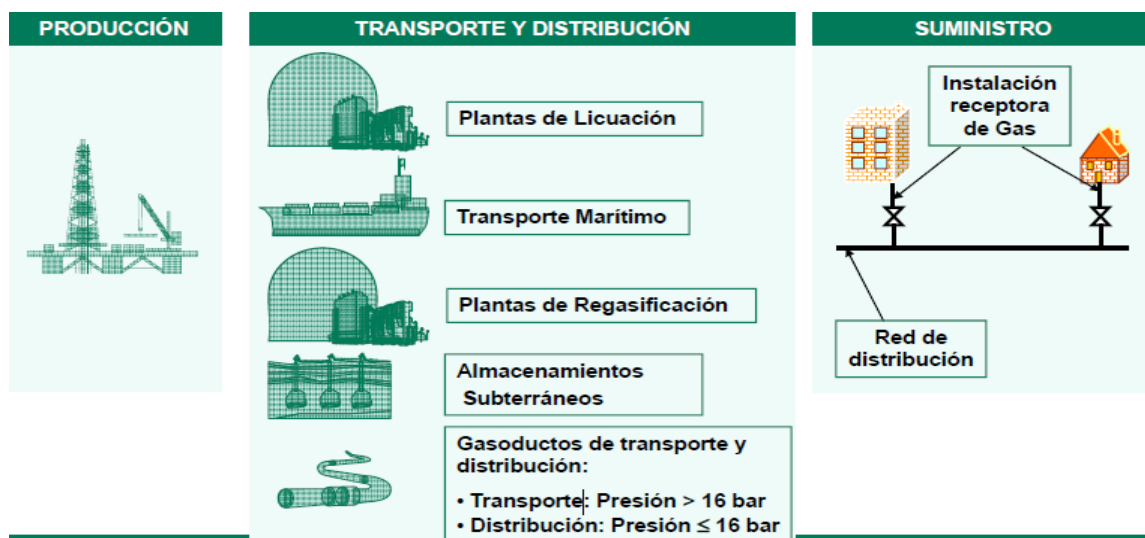 PRODUCCIÓN
TRANSPORTE Y DISTRIBUCIÓN
Plantas de Licuación
Transporte Marítimo
Plantas de Regasificación
Almacenamientos
Subterráneos
Gasoductos de transporte y
distribución:
• Transporte: Presión > 16 bar
• Distribución: Presión ≤ 16 bar
SUMINISTRO
Instalación
receptora
de Gas
Red de
distribución